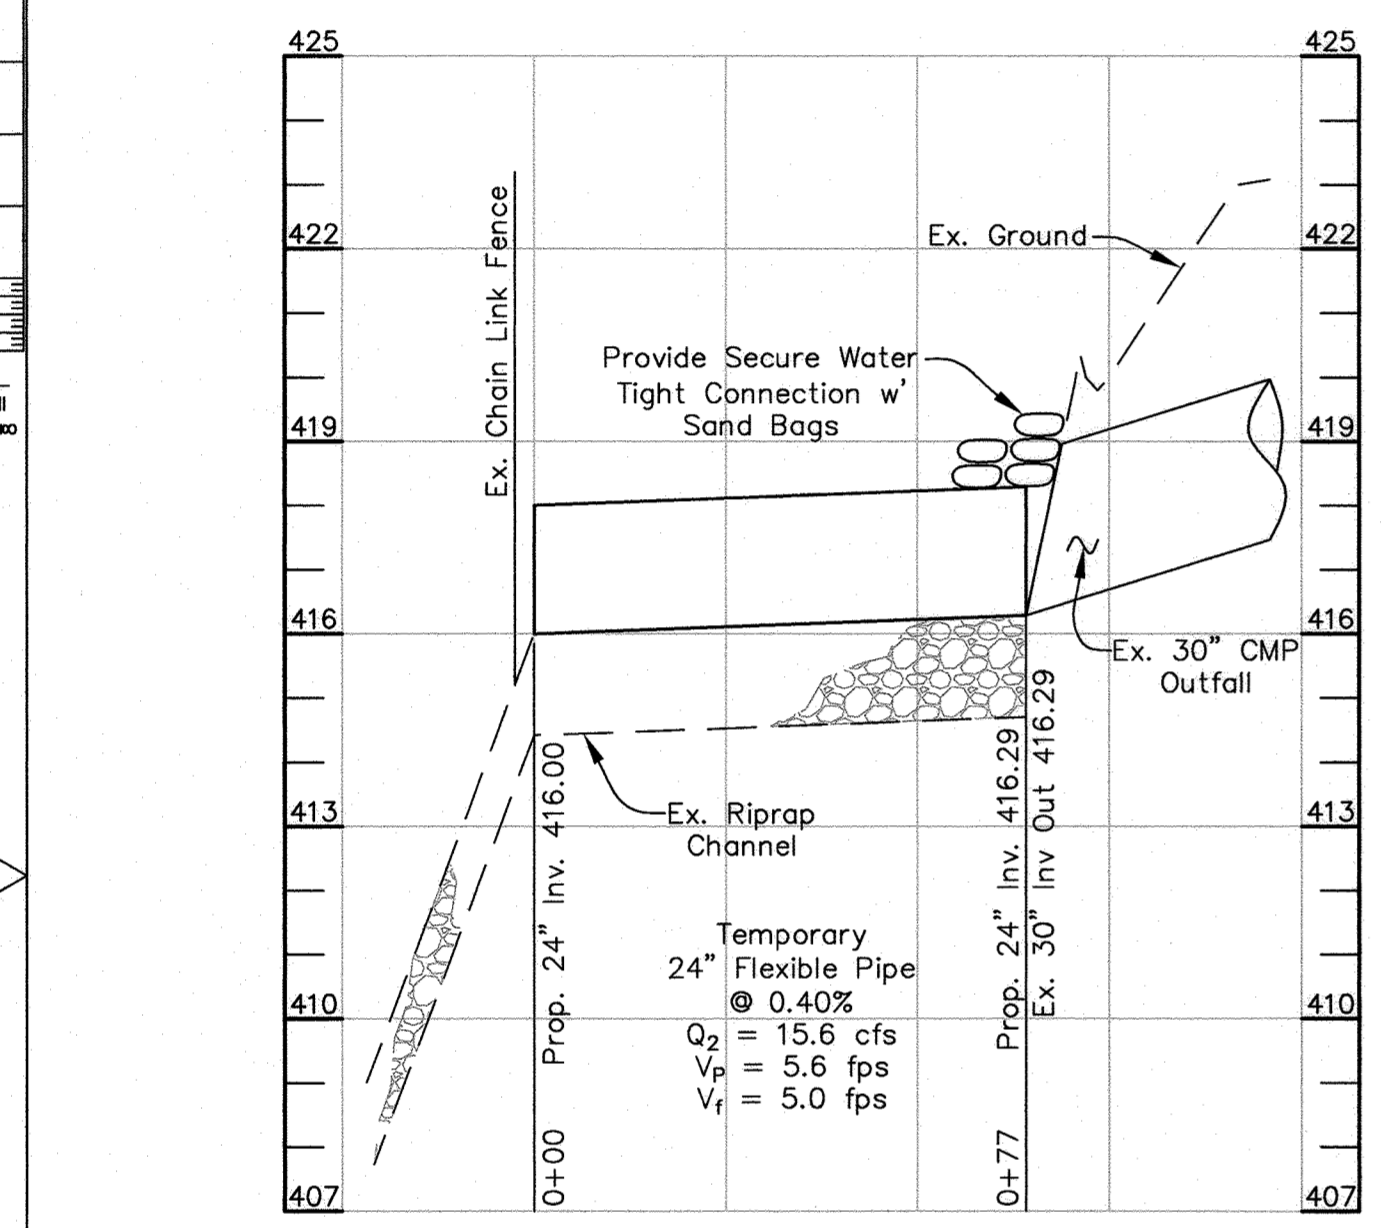 425
425
Ex. Chain Link Fence
Ex. Ground
422
422
Provide Secure Water
Tight Connection w'
Sand Bags
419
419
416
416
Ex. 30" CMP
Outfall
Ex. Riprap
Channel
413
413
Prop. 24" Inv. 416.00
Prop. 24" Inv. 416.29
Ex. 30" Inv Out 416.29
Temporary
24" Flexible Pipe
@ 0.40%
Q2 = 15.6 cfs
VP = 5.6 fps
Vf = 5.0 fps
410
410
0+00
0+77
407
407